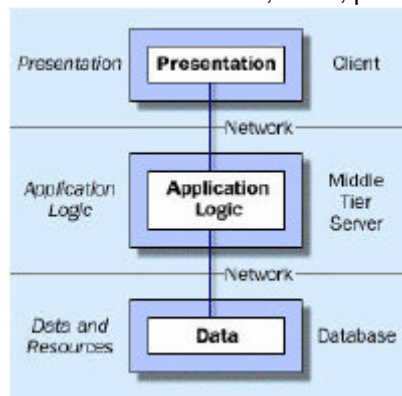 Presentation Presentation Client
Network
Application Logic Application Logic Middle Tier Server
Network
Data and Resources Data Database